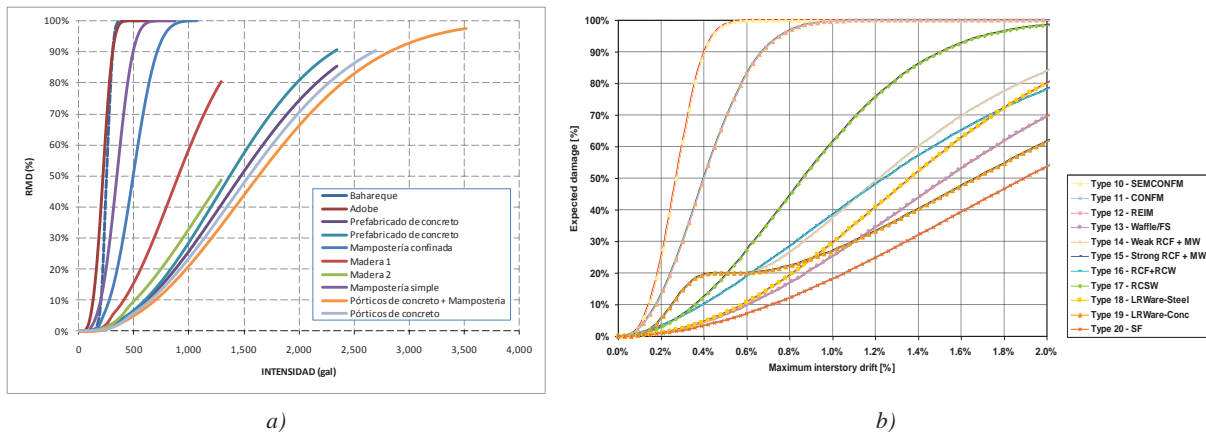 100%
90%
80%
70%
60%
50%
40%
30%
20%
10%
0%
RMD (%)
0
500
1,000
1,500
2,000
2,500
3,000
3,500
4,000
INTENSIDAD (gal)
Bahareque
Adobe
Prefabricado de concreto
Prefabricado de concreto
Mampostería confinada
Madera 1
Madera 2
Mampostería simple
Pórticos de concreto + Mamposteria
Pórticos de concreto
a)
100%
90%
80%
70%
60%
50%
40%
30%
20%
10%
0%
Expected damage [%]
0.0%
0.2%
0.4%
0.6%
0.8%
1.0%
1.2%
1.4%
1.6%
1.8%
2.0%
Maximum interstory drift [%]
Type 10 - SEMCONFM
Type 11 - CONFM
Type 12 - REIM
Type 13 - Waffle/FS
Type 14 - Weak RCF + MW
Type 15 - Strong RCF + MW
Type 16 - RCF+RCW
Type 17 - RCSW
Type 18 - LRWare-Steel
Type 19 - LRWare-Conc
Type 20 - SF
b)